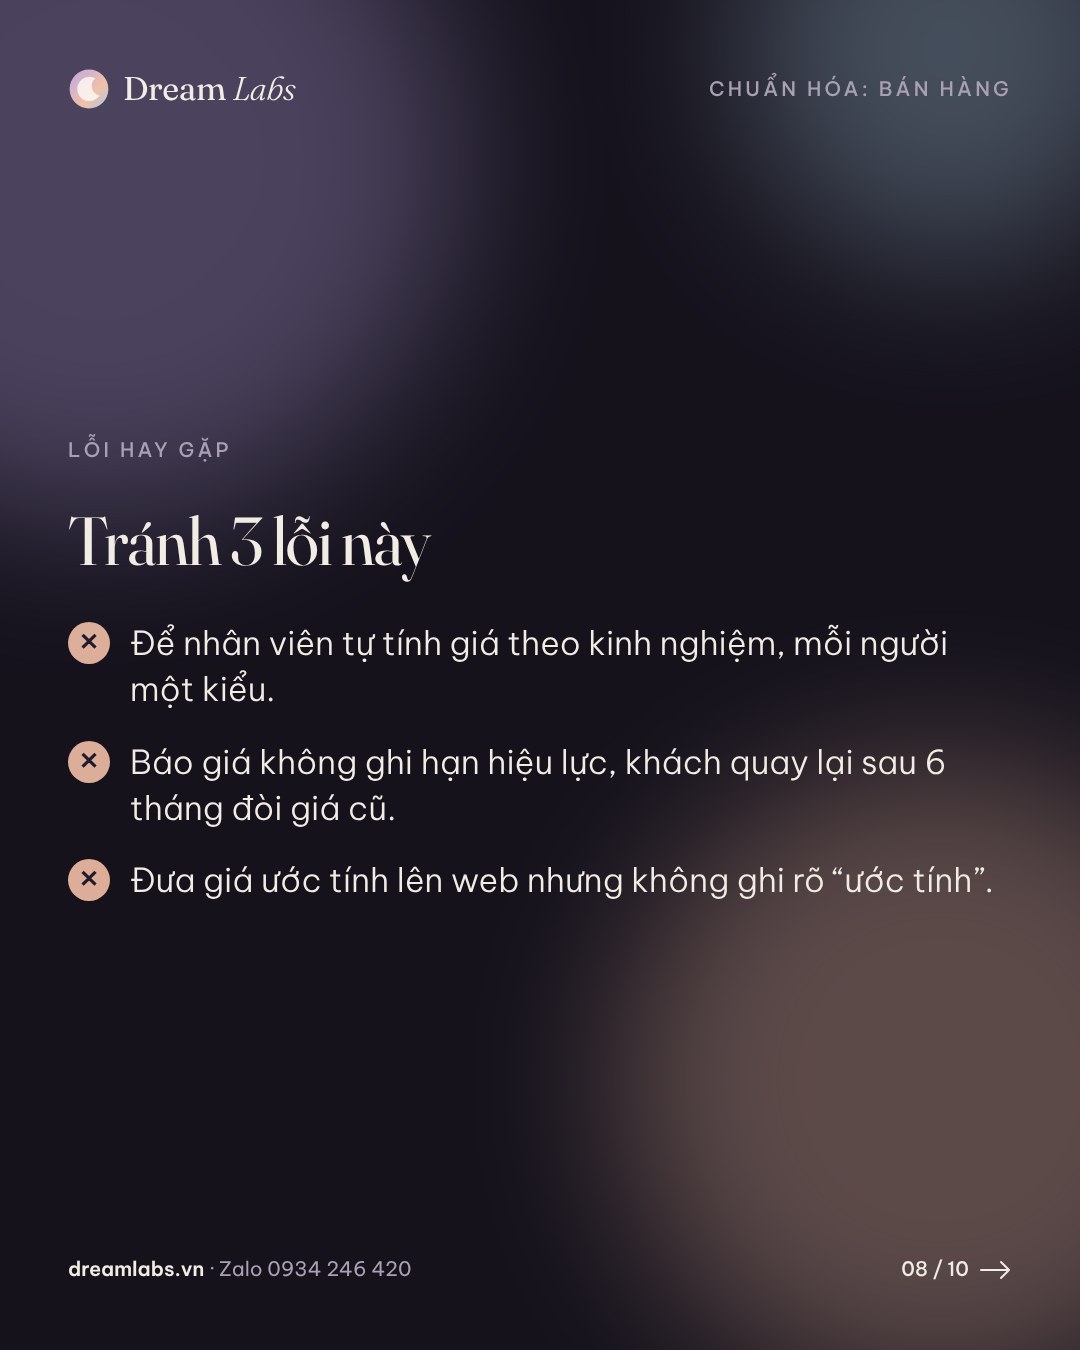 Dream Labs
CHUẨN HÓA: BÁN HÀNG
LỖI HAY GẶP
Tránh 3 lỗi này
Để nhân viên tự tính giá theo kinh nghiệm, mỗi người
một kiểu.
Báo giá không ghi hạn hiệu lực, khách quay lại sau 6
tháng đòi giá cũ.
Đưa giá ước tính lên web nhưng không ghi rõ “ước tính”.
dreamlabs.vn · Zalo 0934 246 420
08 / 10 →